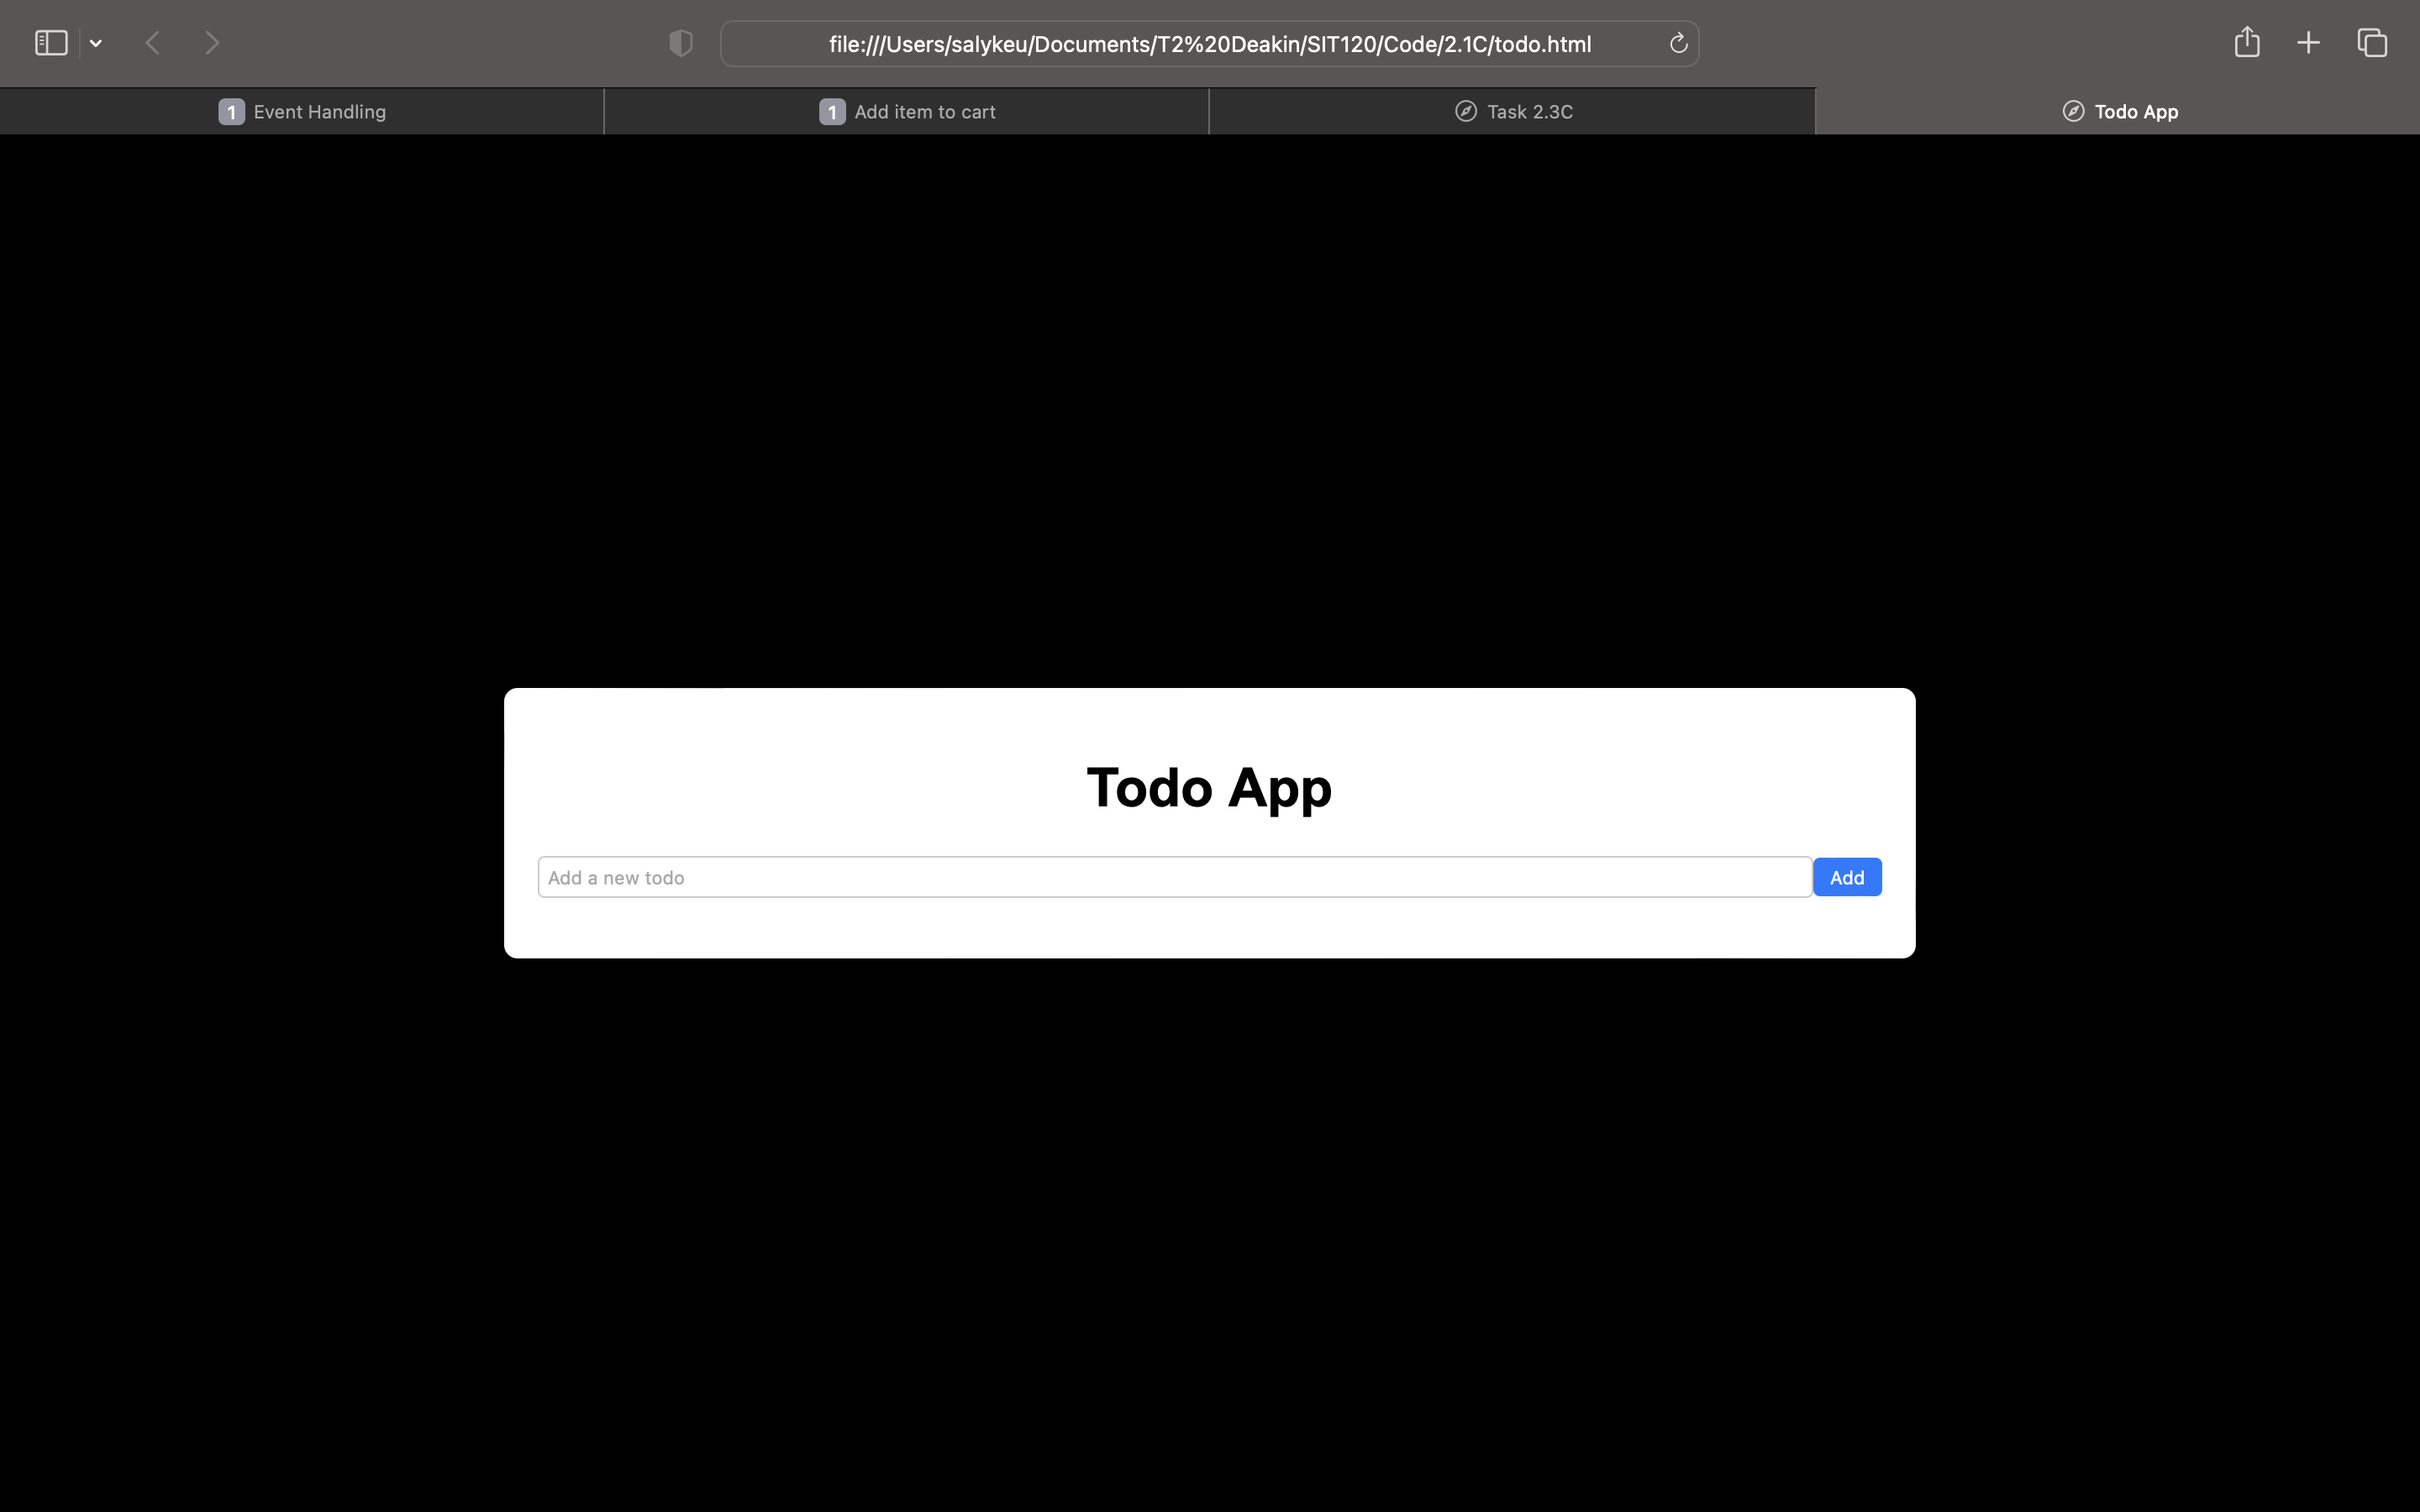 file:///Users/salykeu/Documents/T2%20Deakin/SIT120/Code/2.1C/todo.html
1 Event Handling
1 Add item to cart
Task 2.3C
Todo App
Todo App
Add a new todo
Add